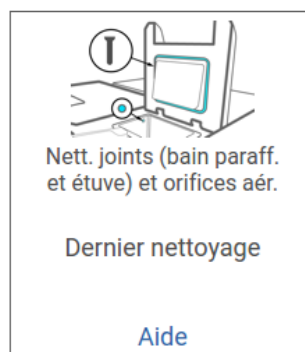 Nett. joints (bain paraff.
et étuve) et orifices aér.
Dernier nettoyage
Aide